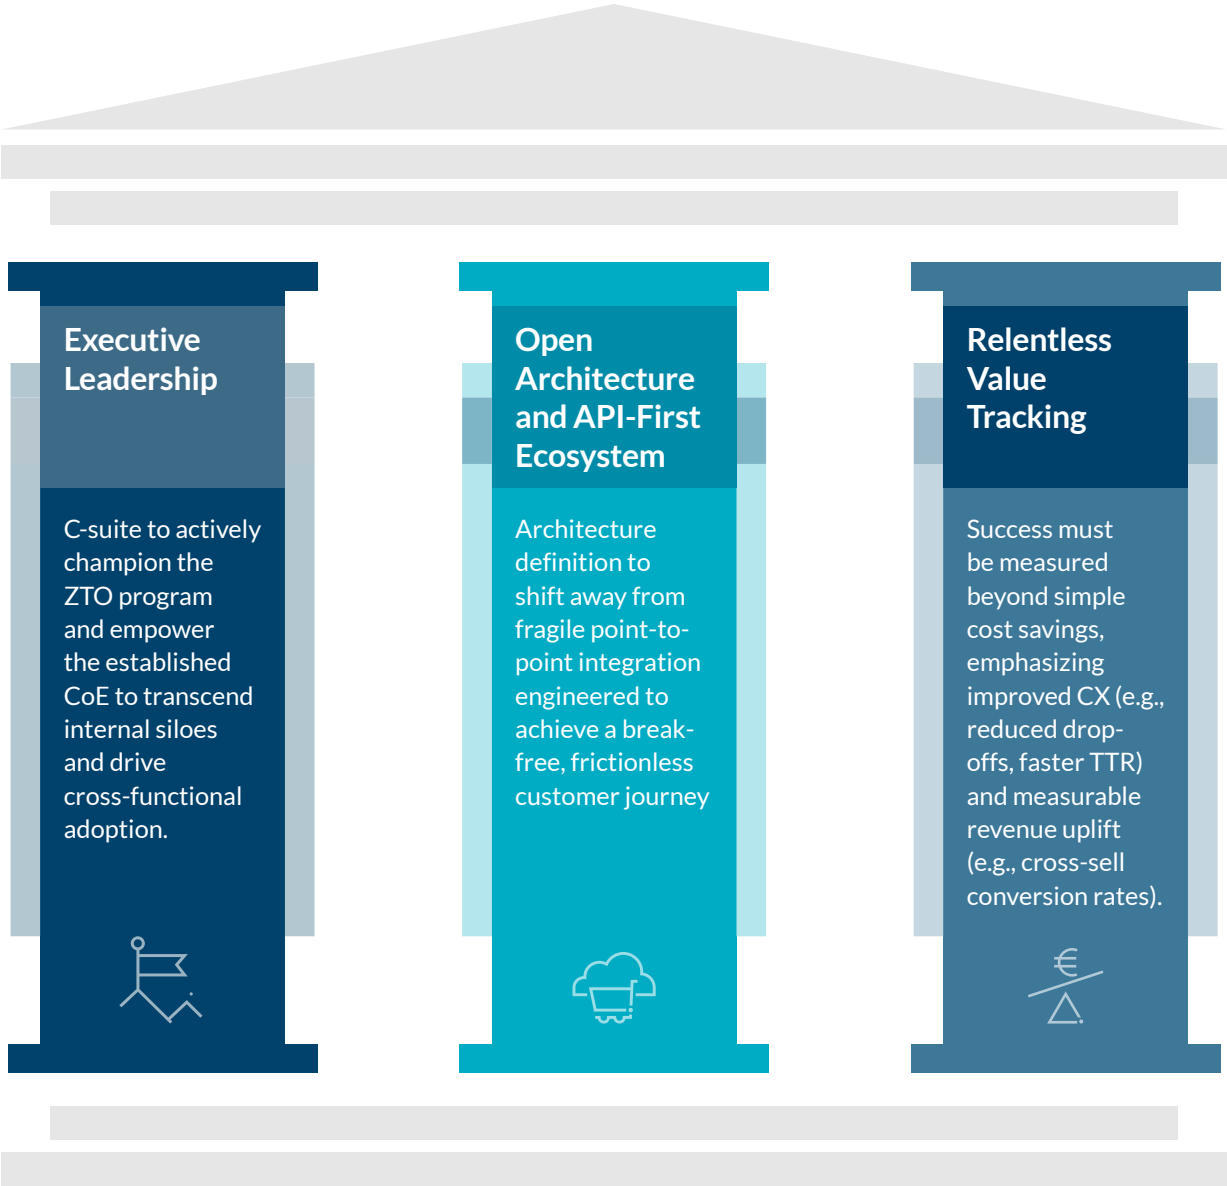 Executive
Leadership
C-suite to actively
champion the
ZTO program
and empower
the established
CoE to transcend
internal siloes
and drive
cross-functional
adoption.
Open
Architecture
and API-First
Ecosystem
Architecture
definition to
shift away from
fragile point-to-
point integration
engineered to
achieve a break-
free, frictionless
customer journey
Relentless
Value
Tracking
Success must
be measured
beyond simple
cost savings,
emphasizing
improved CX (e.g.,
reduced drop-
offs, faster TTR)
and measurable
revenue uplift
(e.g., cross-sell
conversion rates).
€